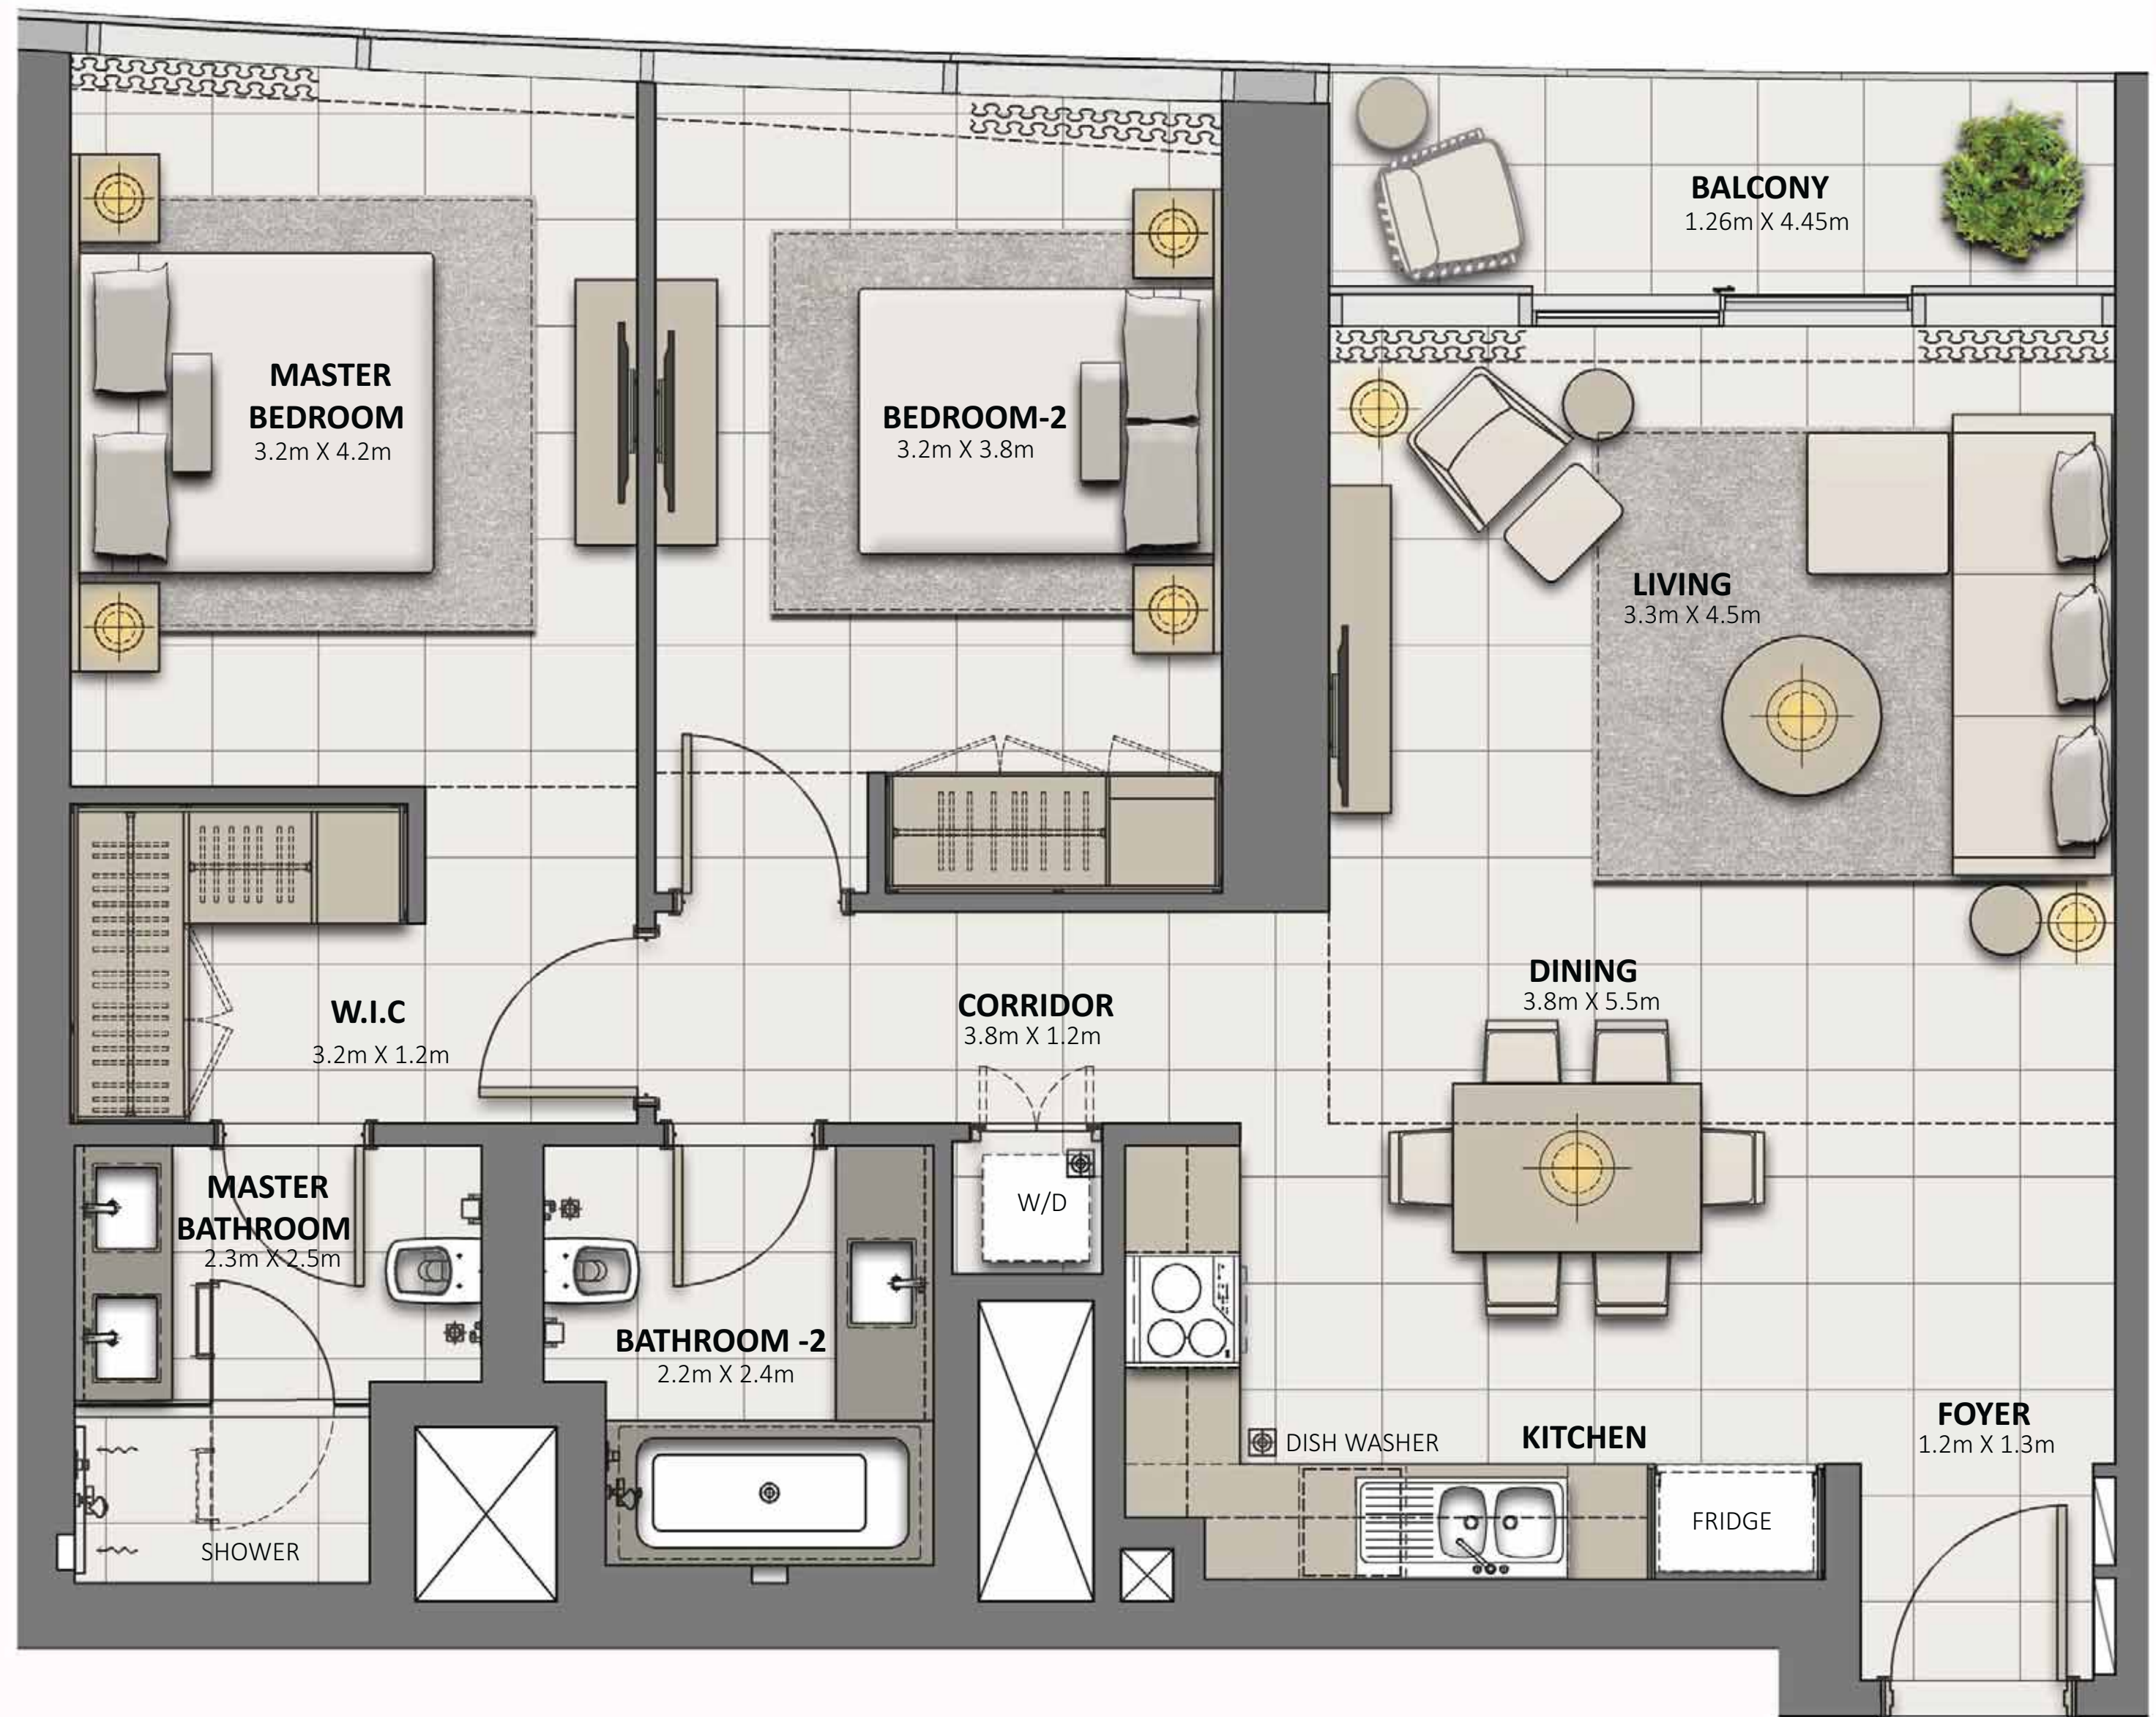 BALCONY
1.26m X 4.45m
MASTER
BEDROOM
3.2m X 4.2m
BEDROOM-2
3.2m X 3.8m
LIVING
3.3m X 4.5m
DINING
3.8m X 5.5m
W.I.C
3.2m X 1.2m
CORRIDOR
3.8m X 1.2m
MASTER
BATHROOM
2.3m X 2.5m
W/D
BATHROOM -2
2.2m X 2.4m
DISH WASHER
KITCHEN
FOYER
1.2m X 1.3m
FRIDGE
SHOWER